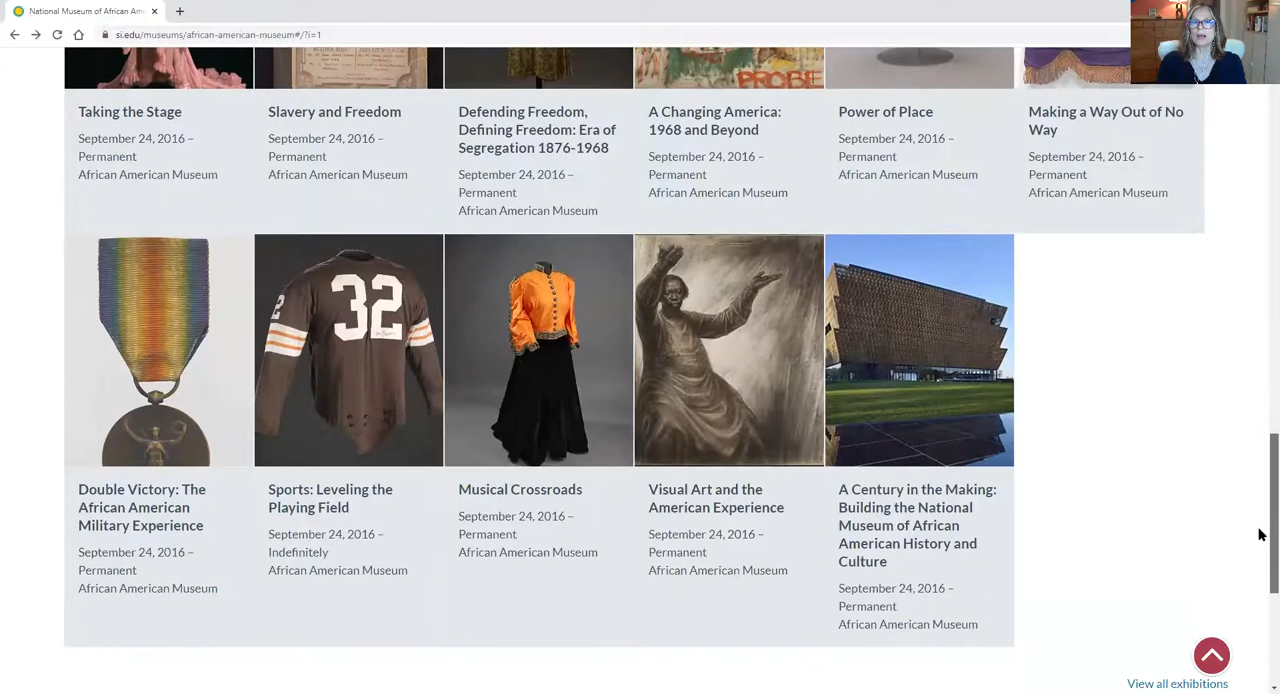 National Museum of African Am
si.edu/museums/african-american-museum#/?i=1
PROBE
Taking the Stage
September 24, 2016 –
Permanent
African American Museum
Slavery and Freedom
September 24, 2016 –
Permanent
African American Museum
Defending Freedom,
Defining Freedom: Era of
Segregation 1876-1968
September 24, 2016 –
Permanent
African American Museum
A Changing America:
1968 and Beyond
September 24, 2016 –
Permanent
African American Museum
Power of Place
September 24, 2016 –
Permanent
African American Museum
Making a Way Out of No
Way
September 24, 2016 –
Permanent
African American Museum
32
2
Double Victory: The
African American
Military Experience
September 24, 2016 –
Permanent
African American Museum
Sports: Leveling the
Playing Field
September 24, 2016 –
Indefinitely
African American Museum
Musical Crossroads
September 24, 2016 –
Permanent
African American Museum
Visual Art and the
American Experience
September 24, 2016 –
Permanent
African American Museum
A Century in the Making:
Building the National
Museum of African
American History and
Culture
September 24, 2016 –
Permanent
African American Museum
View all exhibitions